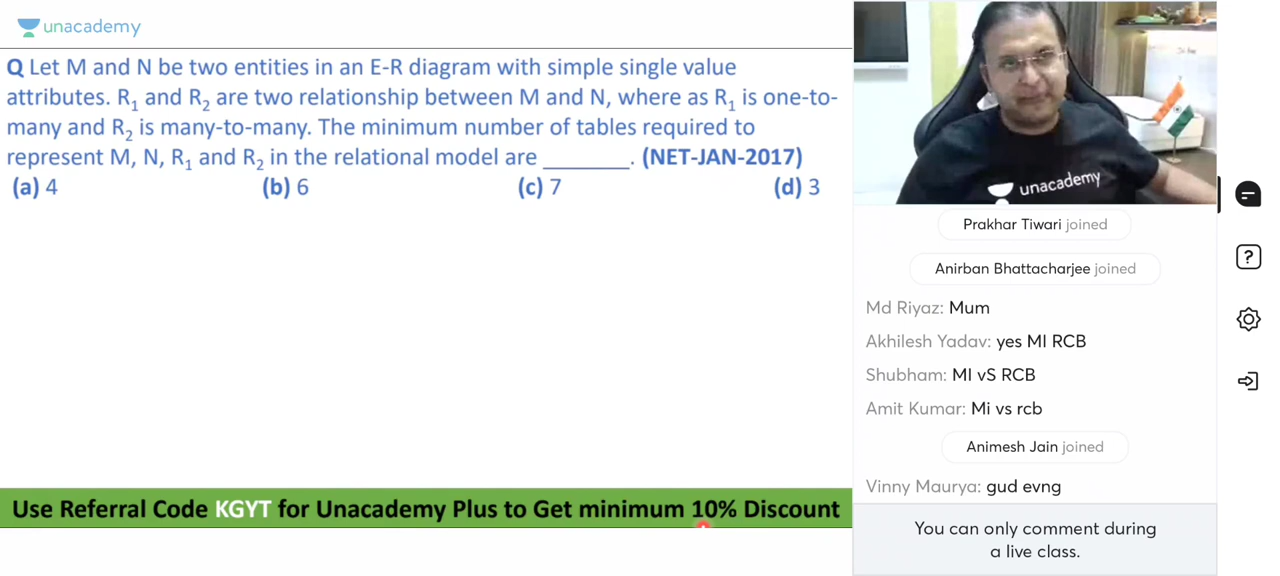 unacademy
Q Let M and N be two entities in an E-R diagram with simple single value
attributes. R1 and R2 are two relationship between M and N, where as R1 is one-to-
many and R2 is many-to-many. The minimum number of tables required to
represent M, N, R1 and R2 in the relational model are ________. (NET-JAN-2017)
(a) 4 (b) 6 (c) 7 (d) 3
Use Referral Code KGYT for Unacademy Plus to Get minimum 10% Discount
unacademy
Prakhar Tiwari joined
Anirban Bhattacharjee joined
Md Riyaz: Mum
Akhilesh Yadav: yes MI RCB
Shubham: MI vS RCB
Amit Kumar: Mi vs rcb
Animesh Jain joined
Vinny Maurya: gud evng
You can only comment during
a live class.